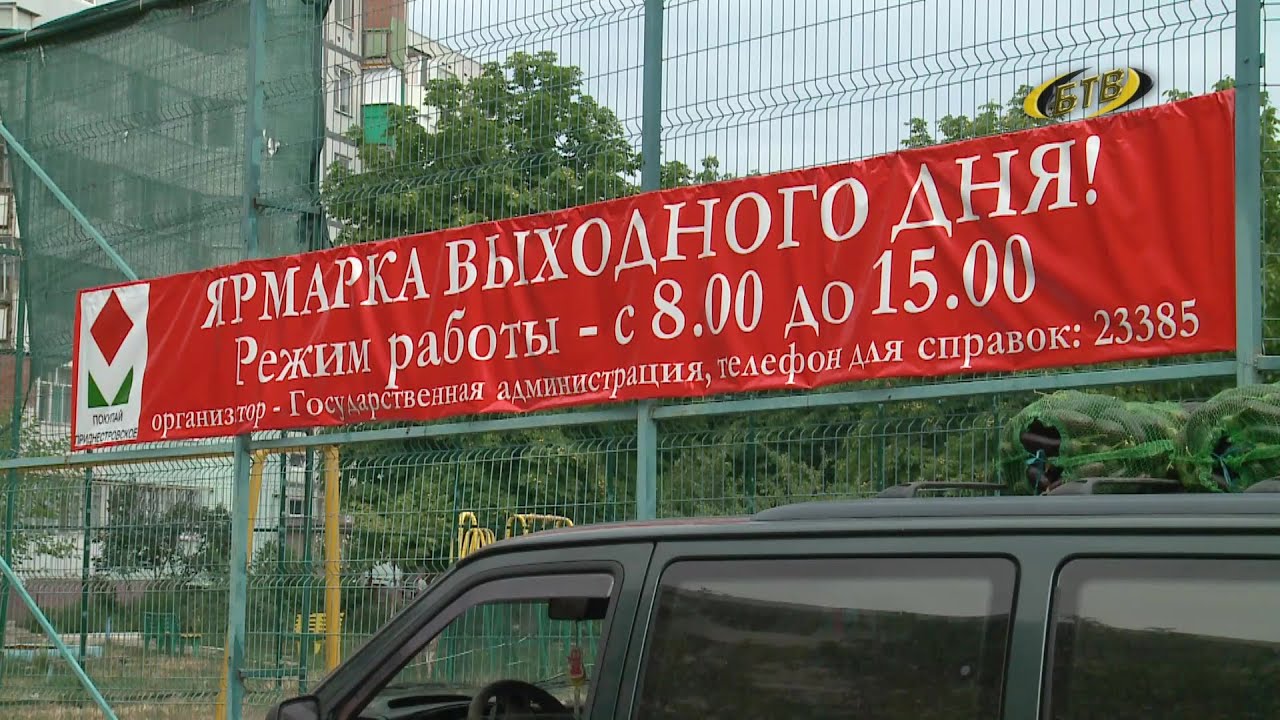 БТВ
ЯРМАРКА ВЫХОДНОГО ДНЯ!
Режим работы - с 8.00 до 15.00
организтор - Государственная администрация, телефон для справок: 23385
ПОКУПАЙ
ПРИДНЕСТРОВСКОЕ